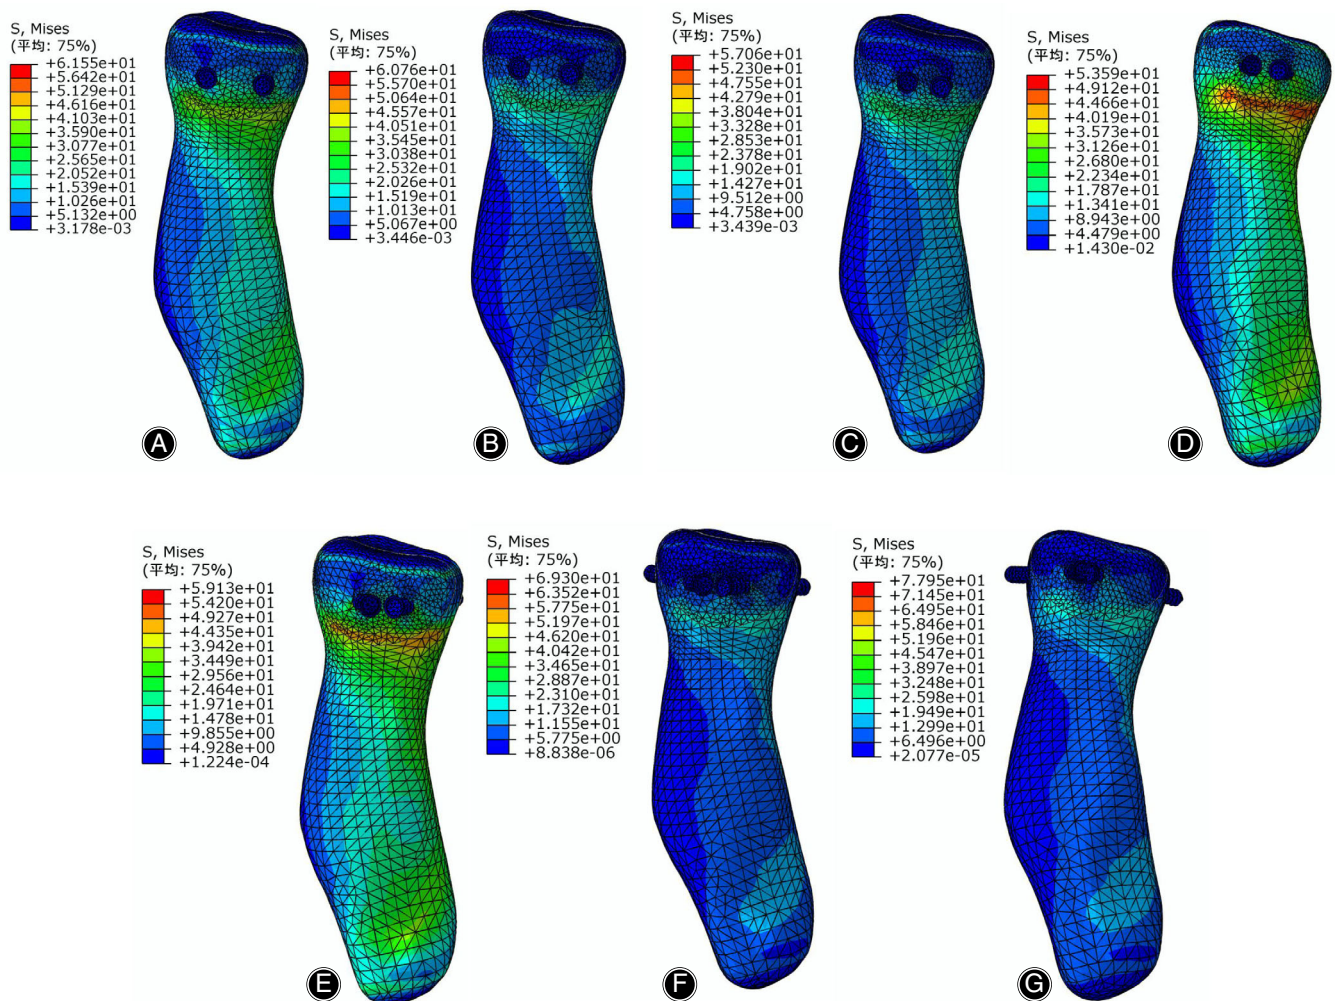 S, Mises
(平均: 75%)
+6.155e+01
+5.642e+01
+5.129e+01
+4.616e+01
+4.103e+01
+3.590e+01
+3.077e+01
+2.565e+01
+2.052e+01
+1.539e+01
+1.026e+01
+5.132e+00
+3.178e-03
A
S, Mises
(平均: 75%)
+6.076e+01
+5.570e+01
+5.064e+01
+4.557e+01
+4.051e+01
+3.545e+01
+3.038e+01
+2.532e+01
+2.026e+01
+1.519e+01
+1.013e+01
+5.067e+00
+3.446e-03
B
S, Mises
(平均: 75%)
+5.706e+01
+5.230e+01
+4.755e+01
+4.279e+01
+3.804e+01
+3.328e+01
+2.853e+01
+2.378e+01
+1.902e+01
+1.427e+01
+9.512e+00
+4.758e+00
+3.439e-03
C
S, Mises
(平均: 75%)
+5.359e+01
+4.912e+01
+4.466e+01
+4.019e+01
+3.573e+01
+3.126e+01
+2.680e+01
+2.234e+01
+1.787e+01
+1.341e+01
+8.943e+00
+4.479e+00
+1.430e-02
D
S, Mises
(平均: 75%)
+5.913e+01
+5.420e+01
+4.927e+01
+4.435e+01
+3.942e+01
+3.449e+01
+2.956e+01
+2.464e+01
+1.971e+01
+1.478e+01
+9.855e+00
+4.928e+00
+1.224e-04
E
S, Mises
(平均: 75%)
+6.930e+01
+6.352e+01
+5.775e+01
+5.197e+01
+4.620e+01
+4.042e+01
+3.465e+01
+2.887e+01
+2.310e+01
+1.732e+01
+1.155e+01
+5.775e+00
+8.838e-06
F
S, Mises
(平均: 75%)
+7.795e+01
+7.145e+01
+6.495e+01
+5.846e+01
+5.196e+01
+4.547e+01
+3.897e+01
+3.248e+01
+2.598e+01
+1.949e+01
+1.299e+01
+6.496e+00
+2.077e-05
G